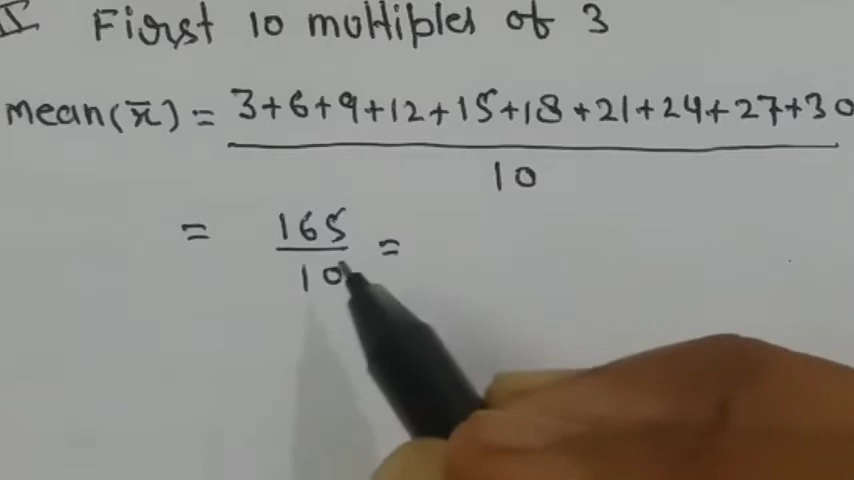 II First 10 multiples of 3
mean(x̄) = 3+6+9+12+15+18+21+24+27+30
10
= 165 =
10